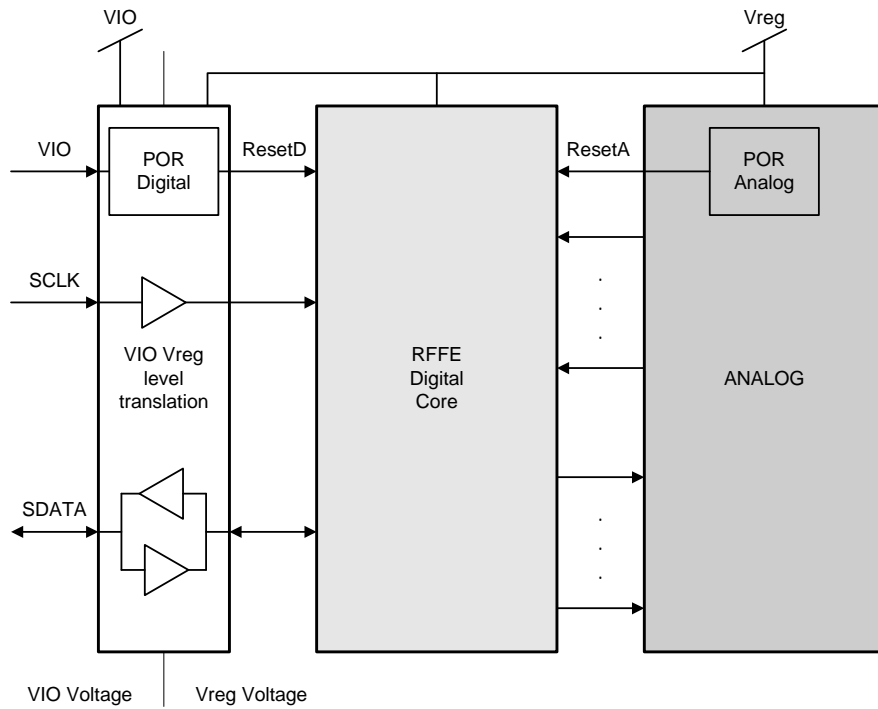 VIO
Vreg
VIO
POR
Digital
ResetD
ResetA
POR
Analog
SCLK
VIO Vreg
level
translation
RFFE
Digital
Core
ANALOG
SDATA
VIO Voltage
Vreg Voltage